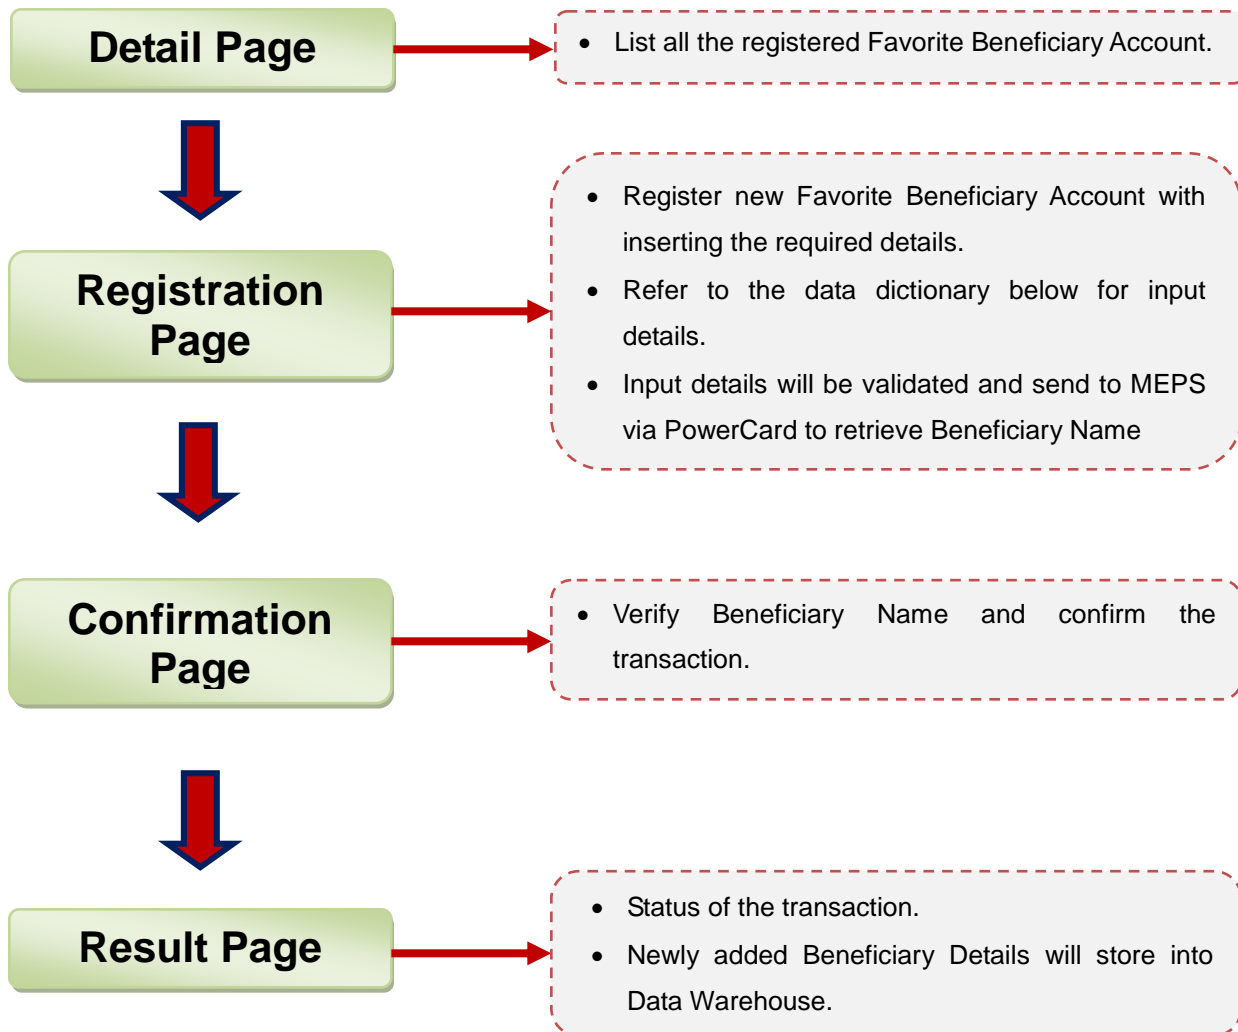 Detail Page
• List all the registered Favorite Beneficiary Account.
Registration
Page
• Register new Favorite Beneficiary Account with
inserting the required details.
• Refer to the data dictionary below for input
details.
• Input details will be validated and send to MEPS
via PowerCard to retrieve Beneficiary Name
Confirmation
Page
• Verify Beneficiary Name and confirm the
transaction.
Result Page
• Status of the transaction.
• Newly added Beneficiary Details will store into
Data Warehouse.